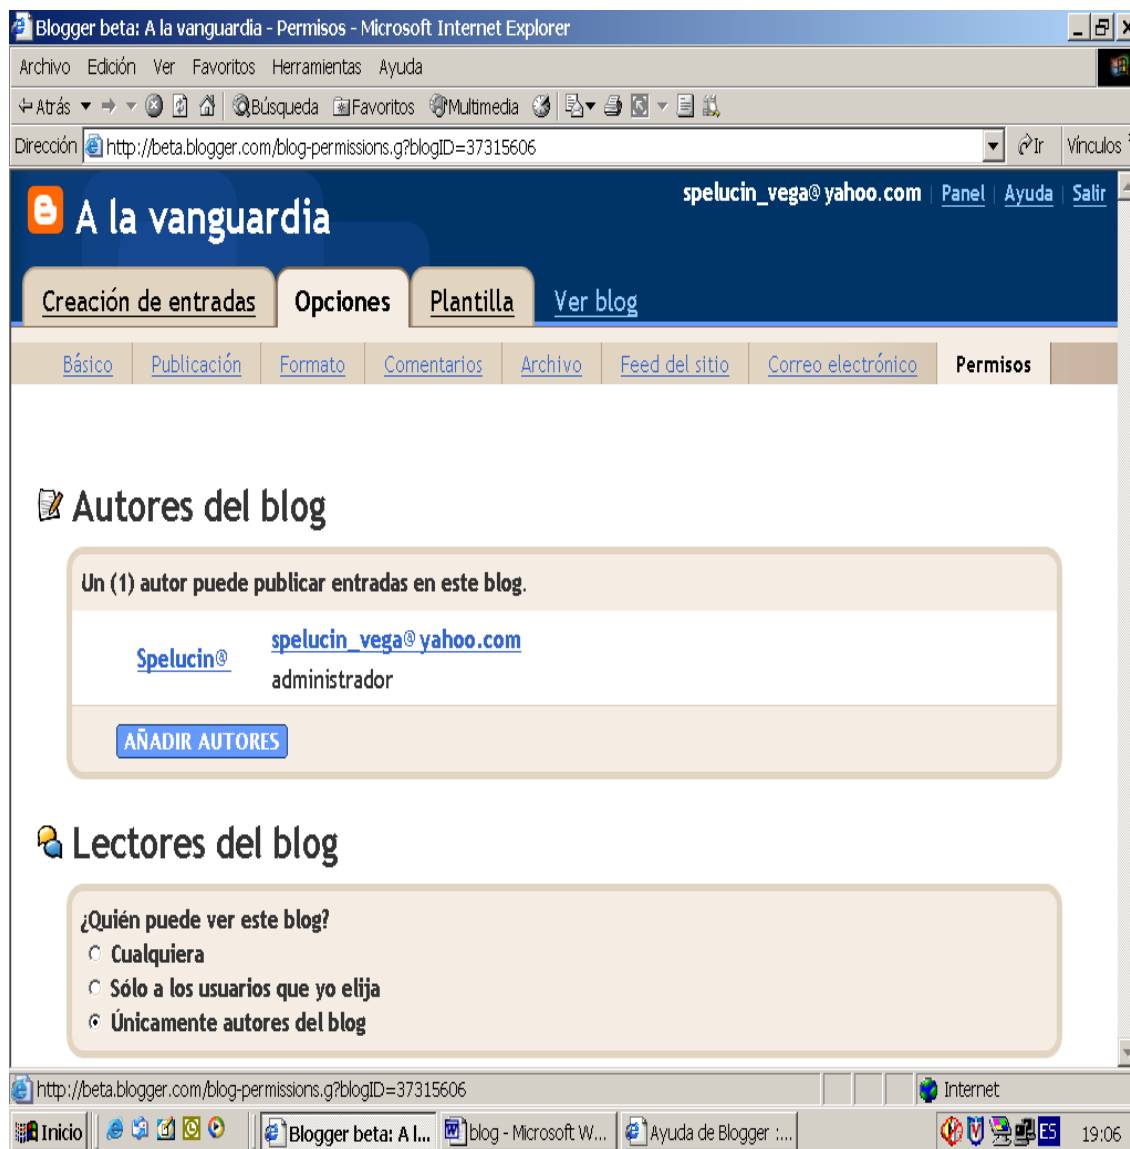 Blogger beta: A la vanguardia - Permisos - Microsoft Internet Explorer
Archivo Edición Ver Favoritos Herramientas Ayuda
Atrás Búsqueda Favoritos Multimedia
Dirección http://beta.blogger.com/blog-permissions.g?blogID=37315606 Ir Vínculos
spelucin_vega@yahoo.com | Panel | Ayuda | Salir
A la vanguardia
Creación de entradas Opciones Plantilla Ver blog
Básico Publicación Formato Comentarios Archivo Feed del sitio Correo electrónico Permisos
Autores del blog
Un (1) autor puede publicar entradas en este blog.
Spelucin@ spelucin_vega@yahoo.com
administrador
AÑADIR AUTORES
Lectores del blog
¿Quién puede ver este blog?
Cualquiera
Sólo a los usuarios que yo elija
Únicamente autores del blog
http://beta.blogger.com/blog-permissions.g?blogID=37315606 Internet
Inicio Blogger beta: A l... blog - Microsoft W... Ayuda de Blogger :... ES 19:06